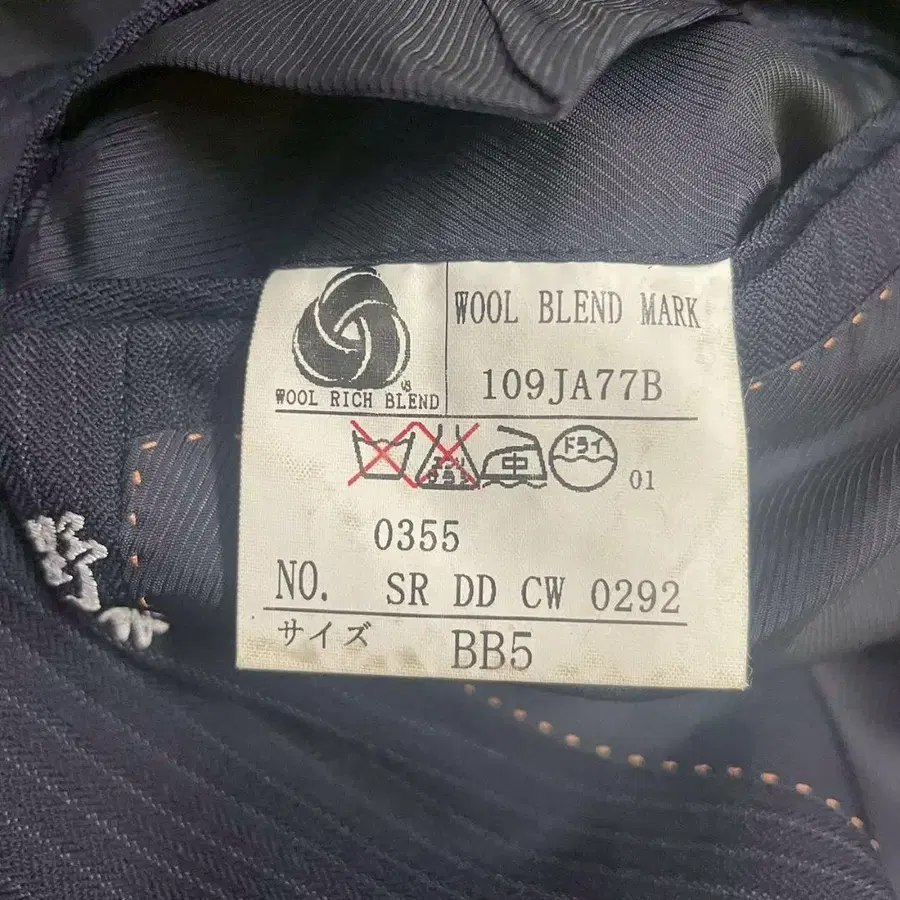 WOOL BLEND MARK
WOOL RICH BLEND
109JA77B
中
ドライ
01
0355
NO. SR DD CW 0292
サイズ BB5